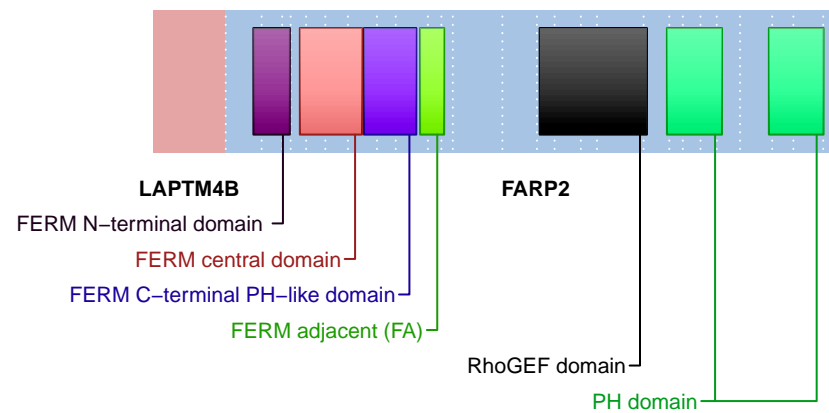 LAPTM4B FARP2
FERM N−terminal domain
FERM central domain
FERM C−terminal PH−like domain
FERM adjacent (FA)
RhoGEF domain
PH domain